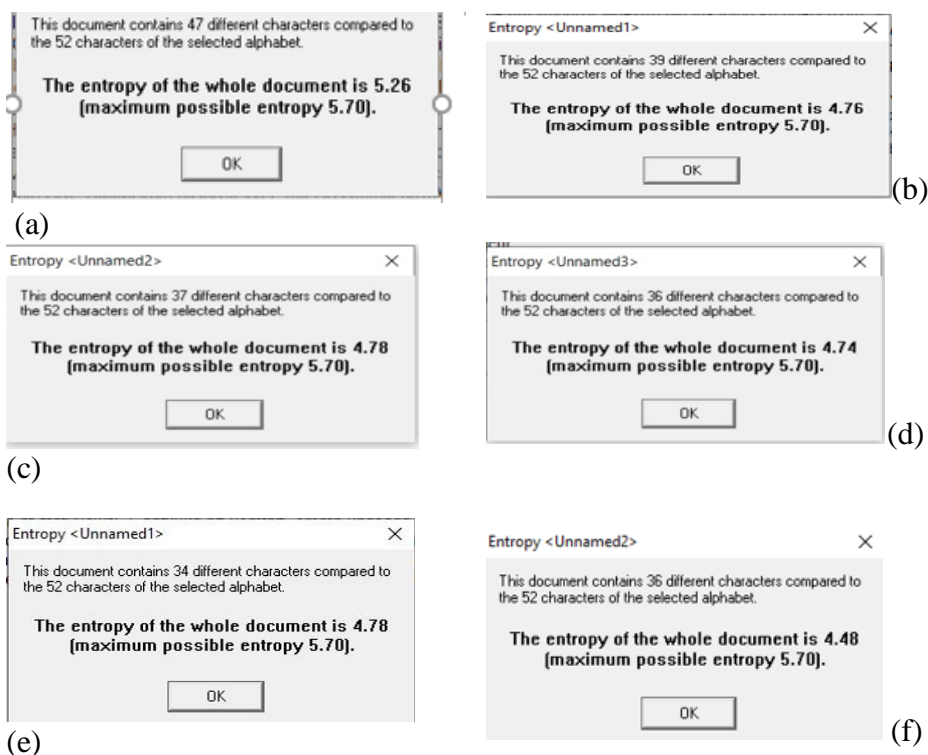 This document contains 47 different characters compared to
the 52 characters of the selected alphabet.
The entropy of the whole document is 5.26
(maximum possible entropy 5.70).
OK
(a)
Entropy <Unnamed1>
This document contains 39 different characters compared to
the 52 characters of the selected alphabet.
The entropy of the whole document is 4.76
(maximum possible entropy 5.70).
OK
(b)
Entropy <Unnamed2>
This document contains 37 different characters compared to
the 52 characters of the selected alphabet.
The entropy of the whole document is 4.78
(maximum possible entropy 5.70).
OK
(c)
Entropy <Unnamed3>
This document contains 36 different characters compared to
the 52 characters of the selected alphabet.
The entropy of the whole document is 4.74
(maximum possible entropy 5.70).
OK
(d)
Entropy <Unnamed1>
This document contains 34 different characters compared to
the 52 characters of the selected alphabet.
The entropy of the whole document is 4.78
(maximum possible entropy 5.70).
OK
(e)
Entropy <Unnamed2>
This document contains 36 different characters compared to
the 52 characters of the selected alphabet.
The entropy of the whole document is 4.48
(maximum possible entropy 5.70).
OK
(f)